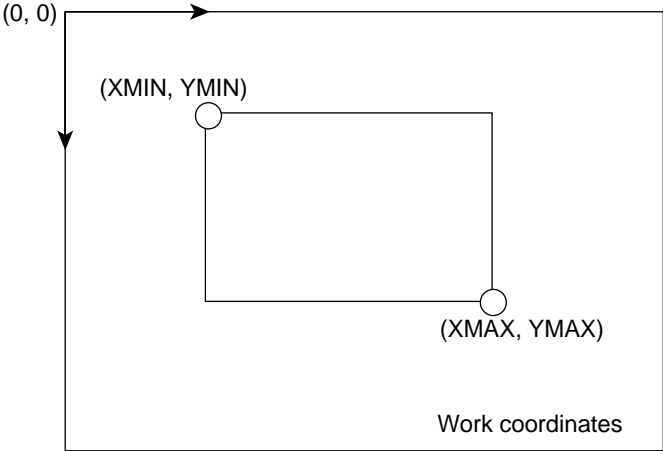 (0, 0)
(XMIN, YMIN)
(XMAX, YMAX)
Work coordinates